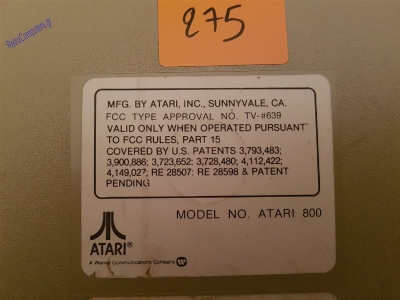 RetroComputers.gr
275
MFG. BY ATARI, INC., SUNNYVALE, CA.
FCC TYPE APPROVAL NO. TV-#639
VALID ONLY WHEN OPERATED PURSUANT
TO FCC RULES, PART 15
COVERED BY U.S. PATENTS 3,793,483;
3,900,886; 3,723,652; 3,728,480; 4,112,422;
4,149,027; RE 28507: RE 28598 & PATENT
PENDING
MODEL NO. ATARI 800
ATARI®
A Warner Communications Company